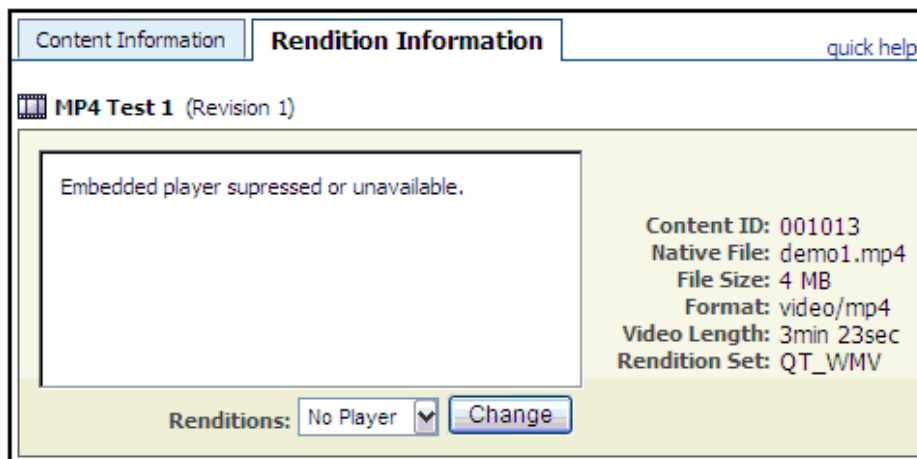 Content Information
Rendition Information
quick help
MP4 Test 1 (Revision 1)
Embedded player supressed or unavailable.
Content ID: 001013
Native File: demo1.mp4
File Size: 4 MB
Format: video/mp4
Video Length: 3min 23sec
Rendition Set: QT_WMV
Renditions: No Player Change